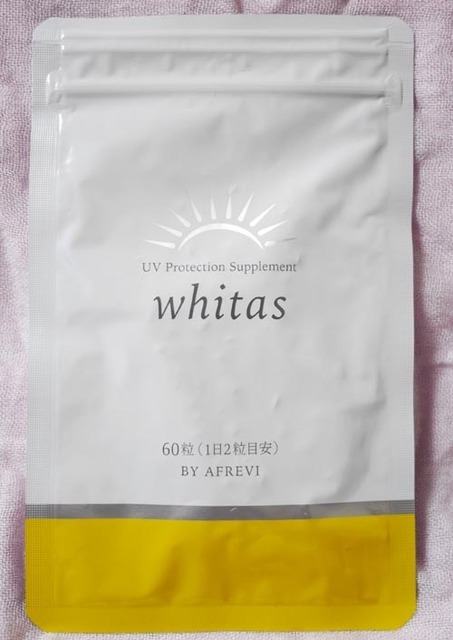 UV Protection Supplement
whitas
60粒(1日2粒目安)
BY AFREVI